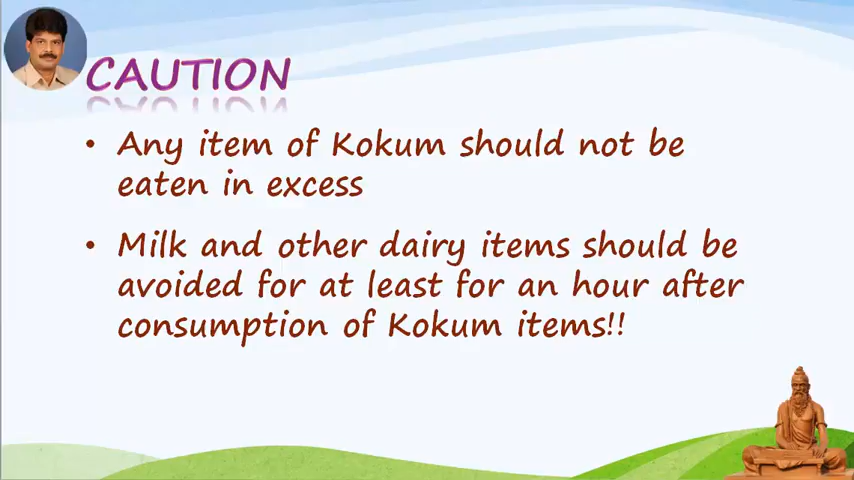 CAUTION
• Any item of Kokum should not be
eaten in excess
• Milk and other dairy items should be
avoided for at least for an hour after
consumption of Kokum items!!